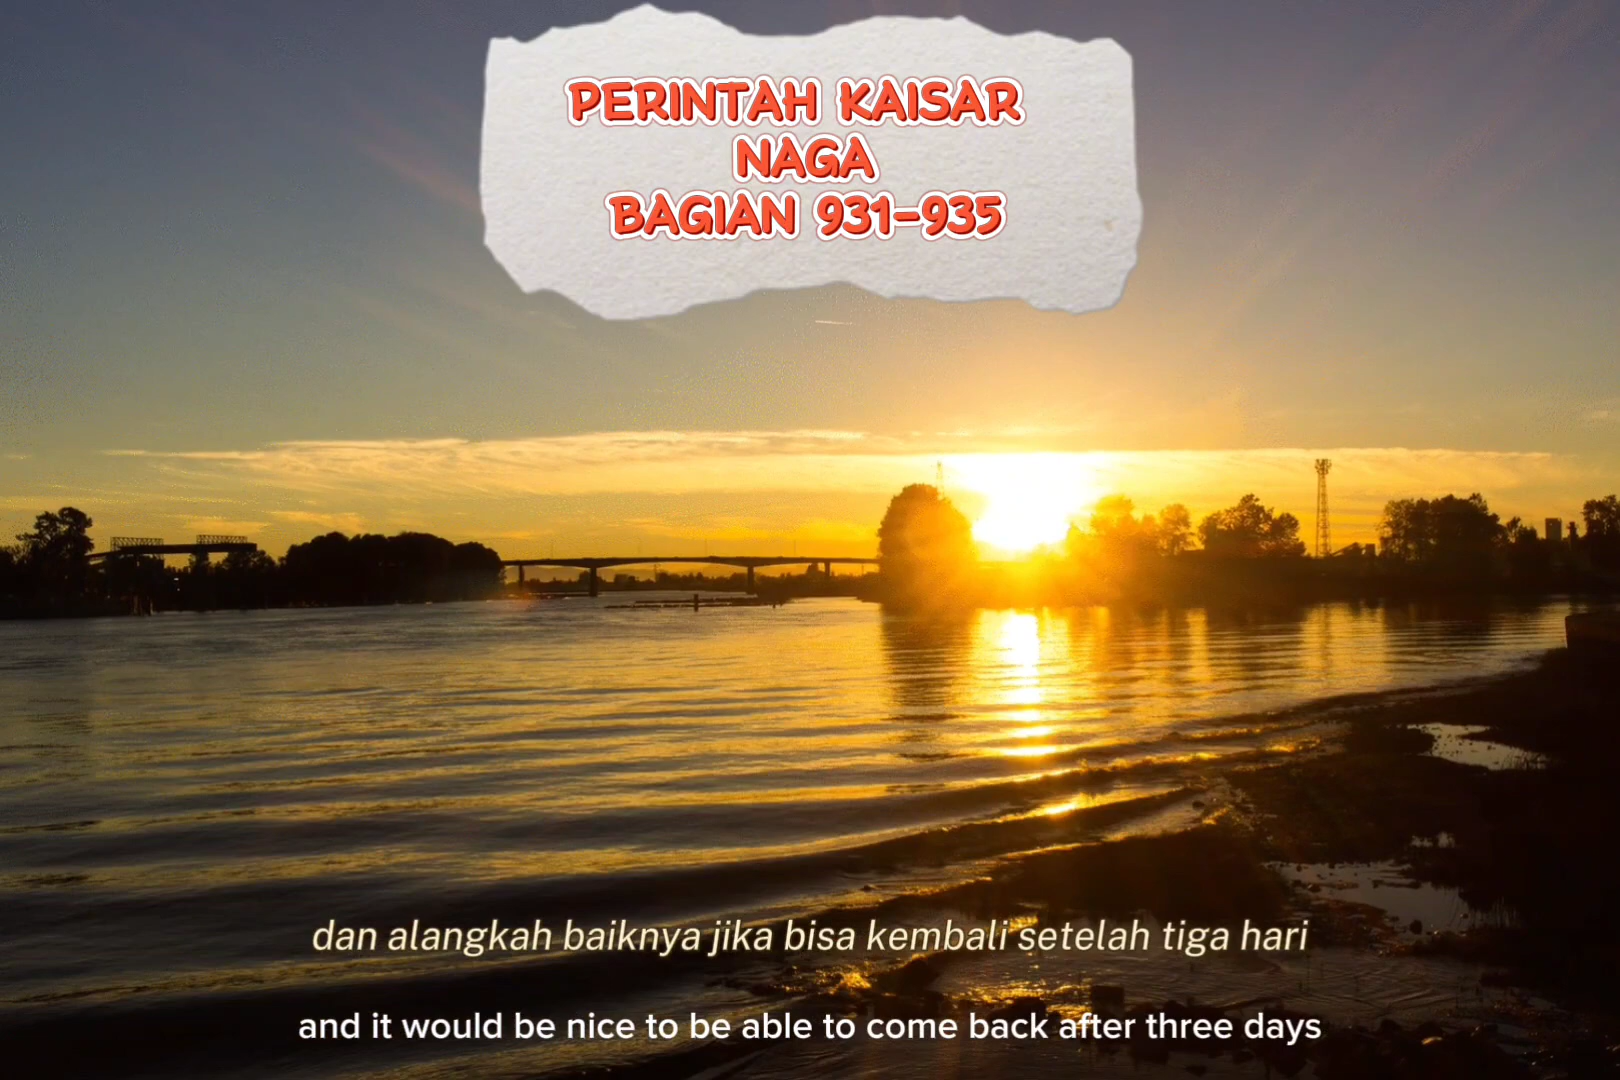 PERINTAH KAISAR
NAGA
BAGIAN 931-935
dan alangkah baiknya jika bisa kembali setelah tiga hari
and it would be nice to be able to come back after three days